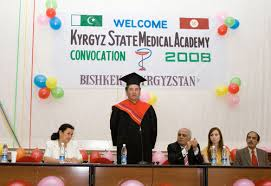 WELCOME
KYRGYZ STATE MEDICAL ACADEMY
CONVOCATION 2008
BISHKEK KYRGYZSTAN